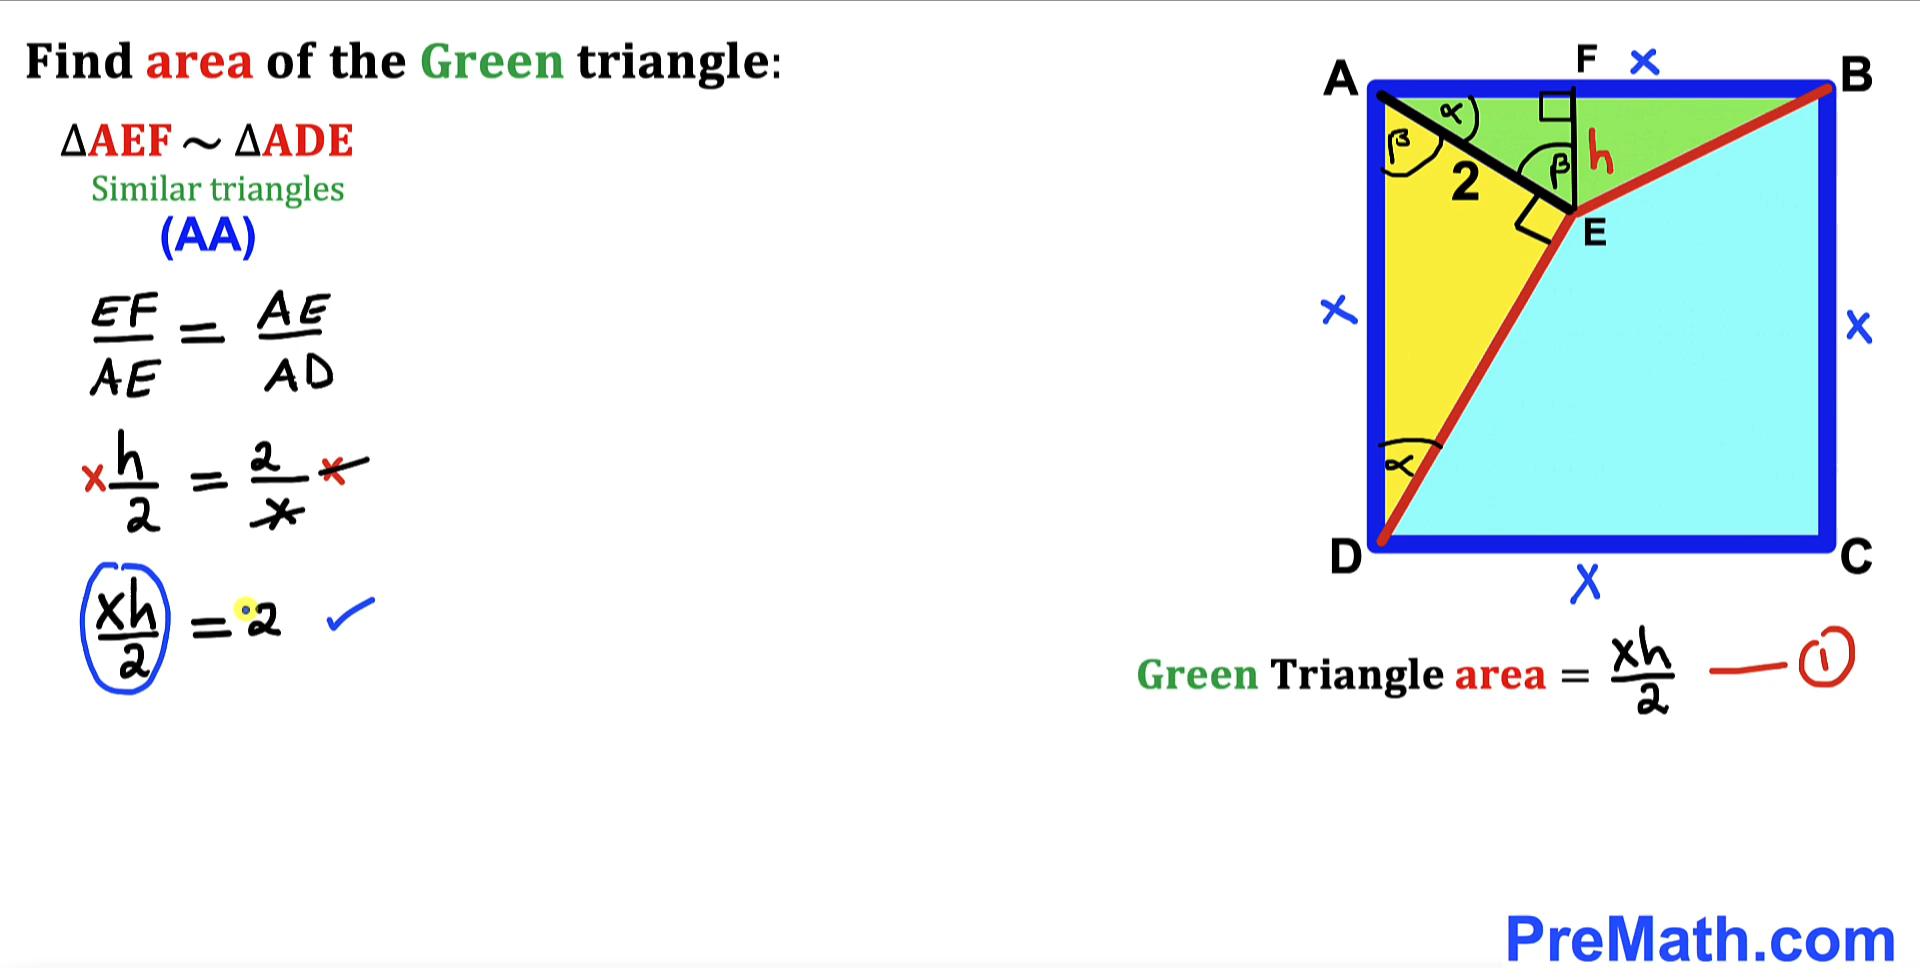 Find area of the Green triangle:
ΔAEF ~ ΔADE
Similar triangles
(AA)
EF/AE = AE/AD
x h/2 = 2/x x
xh/2 = 2 ✓
A
F x
B
α
β
2
β
h
E
x
x
α
D
C
x
Green Triangle area = xh/2 — ①
PreMath.com